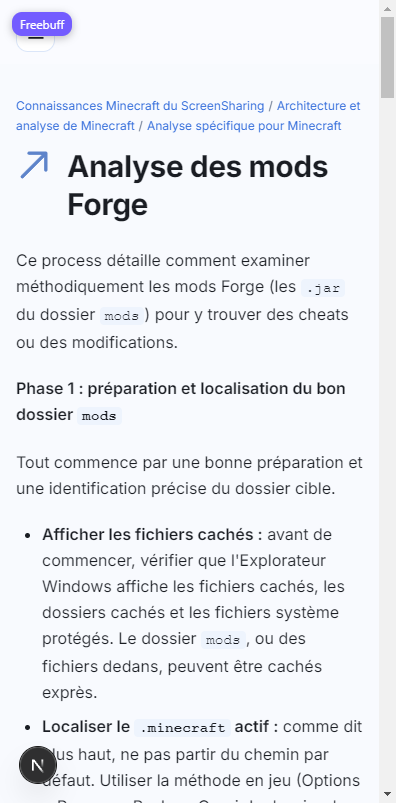 Freebuff
Connaissances Minecraft du ScreenSharing / Architecture et
analyse de Minecraft / Analyse spécifique pour Minecraft
Analyse des mods
Forge
Ce process détaille comment examiner
méthodiquement les mods Forge (les .jar
du dossier mods) pour y trouver des cheats
ou des modifications.
Phase 1 : préparation et localisation du bon
dossier mods
Tout commence par une bonne préparation et
une identification précise du dossier cible.
• Afficher les fichiers cachés : avant de
commencer, vérifier que l'Explorateur
Windows affiche les fichiers cachés, les
dossiers cachés et les fichiers système
protégés. Le dossier mods, ou des
fichiers dedans, peuvent être cachés
exprès.
• Localiser le .minecraft actif : comme dit
plus haut, ne pas partir du chemin par
défaut. Utiliser la méthode en jeu (Options
N